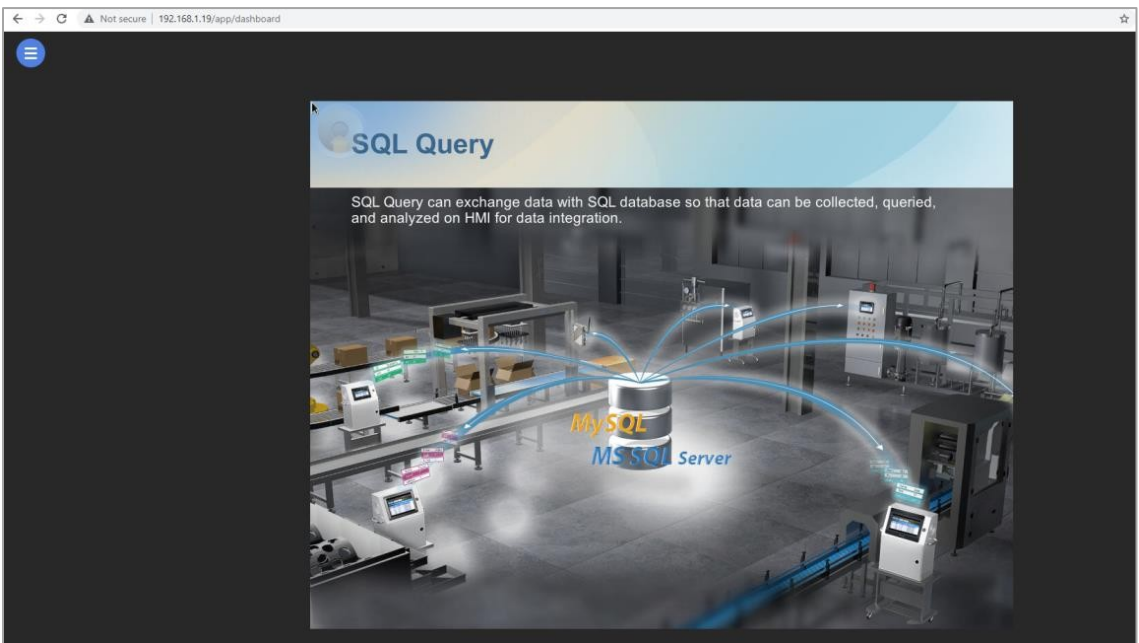 Not secure | 192.168.1.19/app/dashboard
SQL Query
SQL Query can exchange data with SQL database so that data can be collected, queried,
and analyzed on HMI for data integration.
MySQL
MS SQL Server